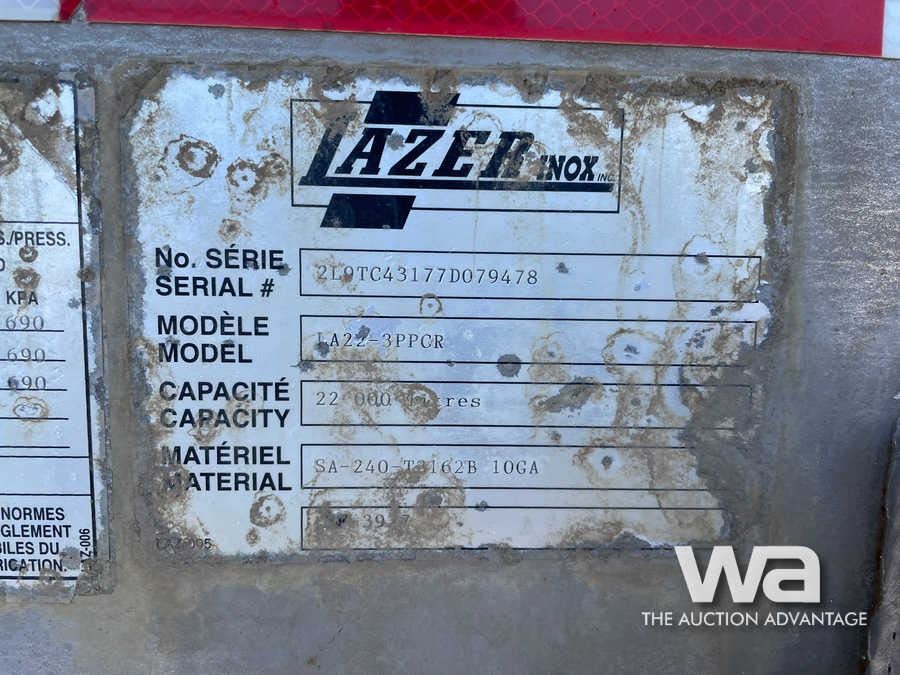 LAZER INOX INC.
No. SÉRIE
SERIAL #
2L9TC43177D079478
MODÈLE
MODEL
LA22-3PPCR
CAPACITÉ
CAPACITY
22 000 litres
MATÉRIEL
MATERIAL
SA-240-T3162B 10GA
S./PRESS.
KPA
690
690
690
NORMES
GLEMENT
BILES DU
RICATION.
wa
THE AUCTION ADVANTAGE